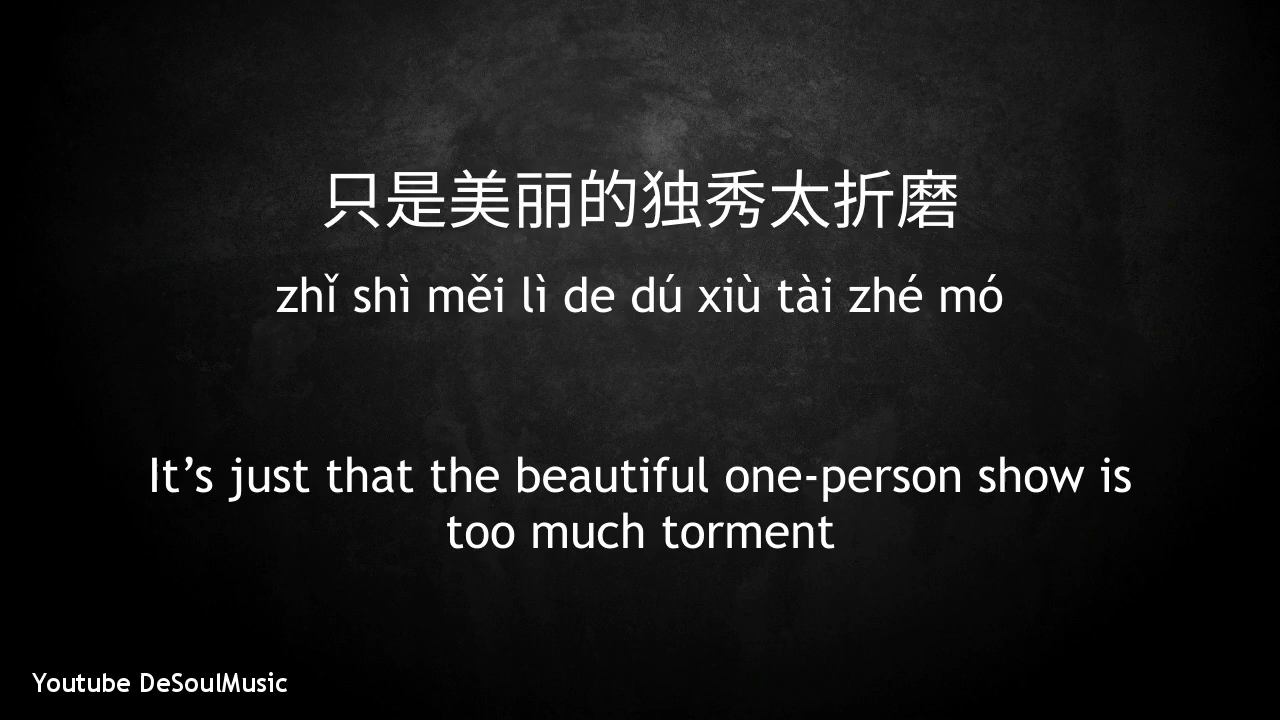 只是美丽的独秀太折磨
zhǐ shì měi lì de dú xiù tài zhé mó
It’s just that the beautiful one-person show is
too much torment
Youtube DeSoulMusic